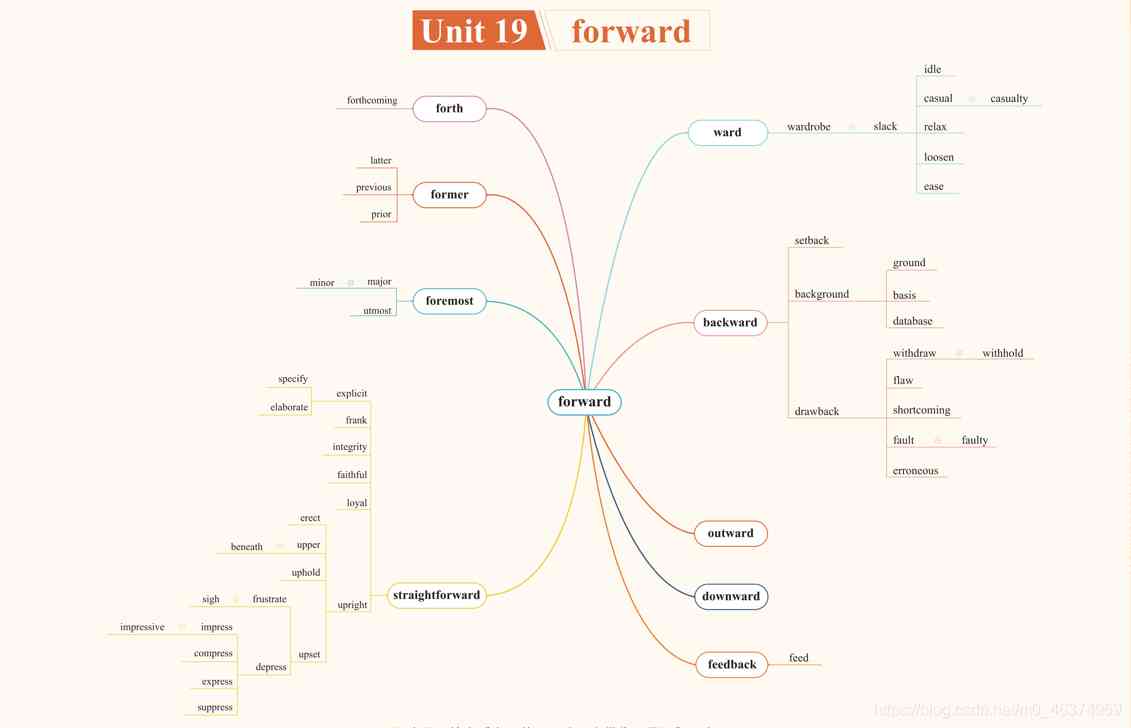 Unit 19 forward
forth
forthcoming
former
latter
previous
prior
foremost
minor major
utmost
straightforward
explicit
specify
elaborate
frank
integrity
faithful
loyal
upright
erect
beneath upper
uphold
upset
sigh frustrate
depress
impressive impress
compress
express
suppress
forward
ward
wardrobe slack
idle
casual casualty
relax
loosen
ease
backward
setback
background
ground
basis
database
drawback
withdraw withhold
flaw
shortcoming
fault faulty
erroneous
outward
downward
feedback
feed
https://blog.csdn.net/m0_46374969